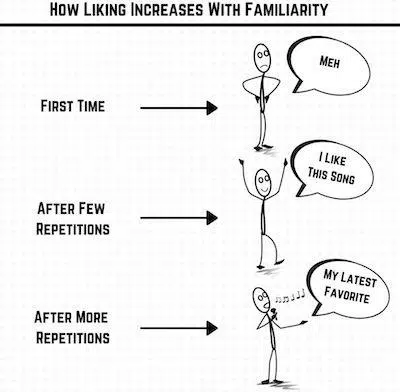 How Liking Increases With Familiarity
First Time
Meh
After Few
Repetitions
I Like
This Song
After More
Repetitions
My Latest
Favorite